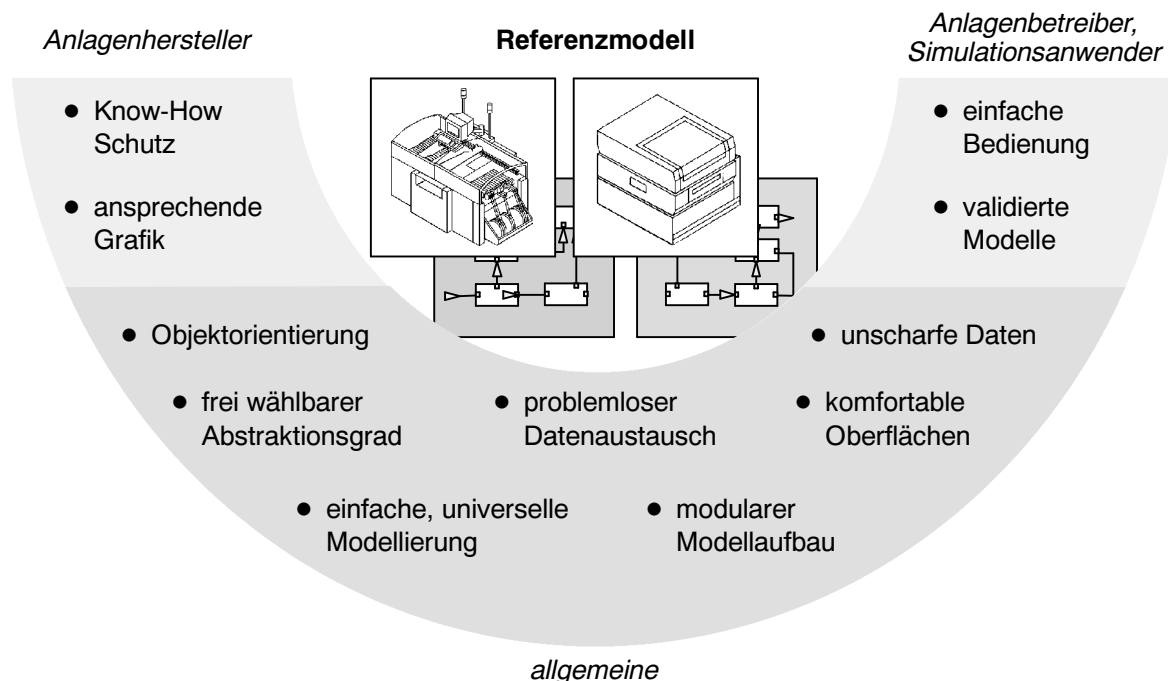 Anlagenhersteller
Referenzmodell
Anlagenbetreiber,
Simulationsanwender
● Know-How
Schutz
● ansprechende
Grafik
● einfache
Bedienung
● validierte
Modelle
● Objektorientierung
● unscharfe Daten
● frei wählbarer
Abstraktionsgrad
● problemloser
Datenaustausch
● komfortable
Oberflächen
● einfache, universelle
Modellierung
● modularer
Modellaufbau
allgemeine